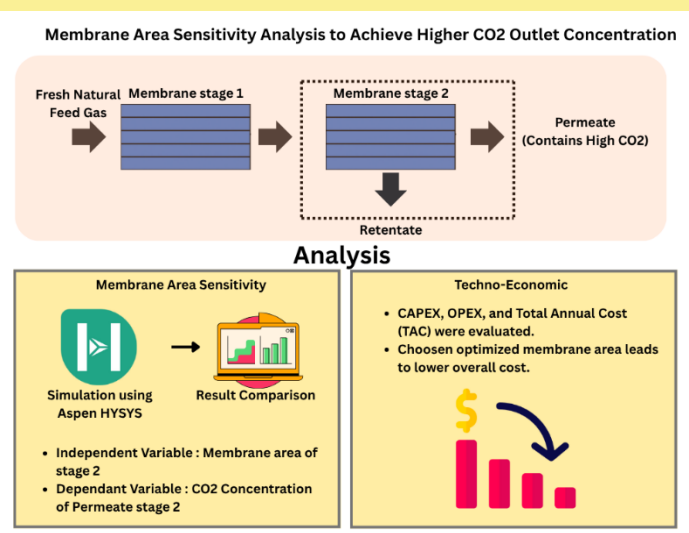 Membrane Area Sensitivity Analysis to Achieve Higher CO2 Outlet Concentration
Fresh Natural
Feed Gas
Membrane stage 1
Membrane stage 2
Permeate
(Contains High CO2)
Retentate
Analysis
Membrane Area Sensitivity
Simulation using
Aspen HYSYS
Result Comparison
• Independent Variable : Membrane area of
stage 2
• Dependant Variable : CO2 Concentration
of Permeate stage 2
Techno-Economic
• CAPEX, OPEX, and Total Annual Cost
(TAC) were evaluated.
• Choosen optimized membrane area leads
to lower overall cost.
$